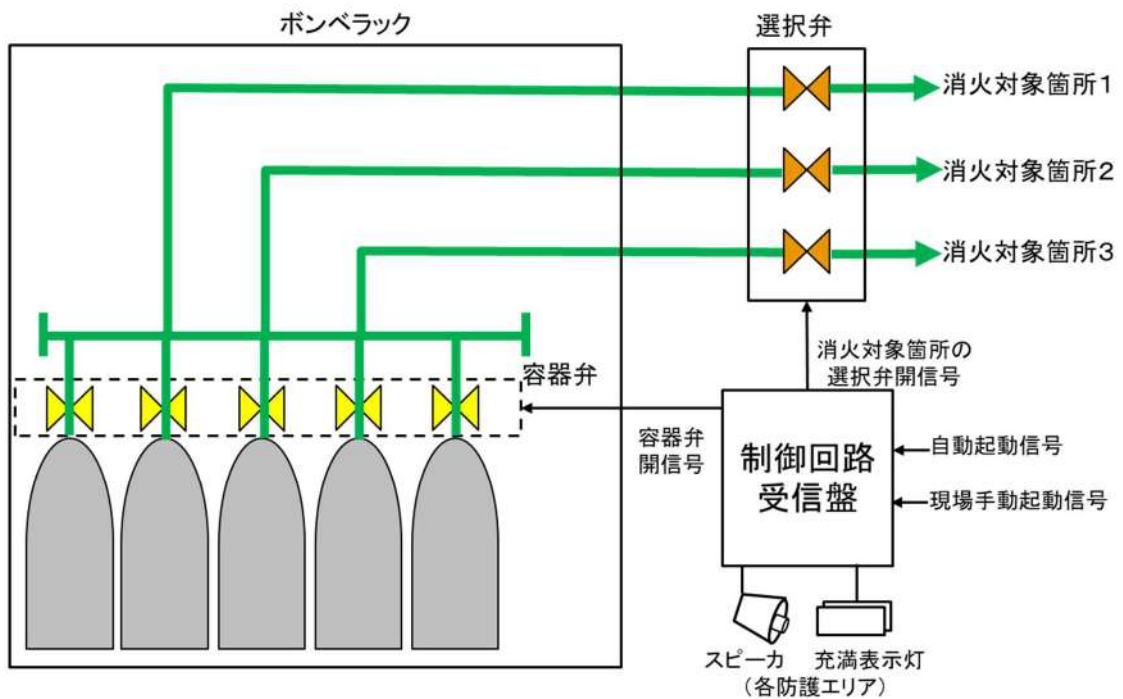 ボンベラック
選択弁
消火対象箇所1
消火対象箇所2
消火対象箇所3
容器弁
消火対象箇所の
選択弁開信号
容器弁
開信号
制御回路
受信盤
自動起動信号
現場手動起動信号
スピーカ
充満表示灯
(各防護エリア)